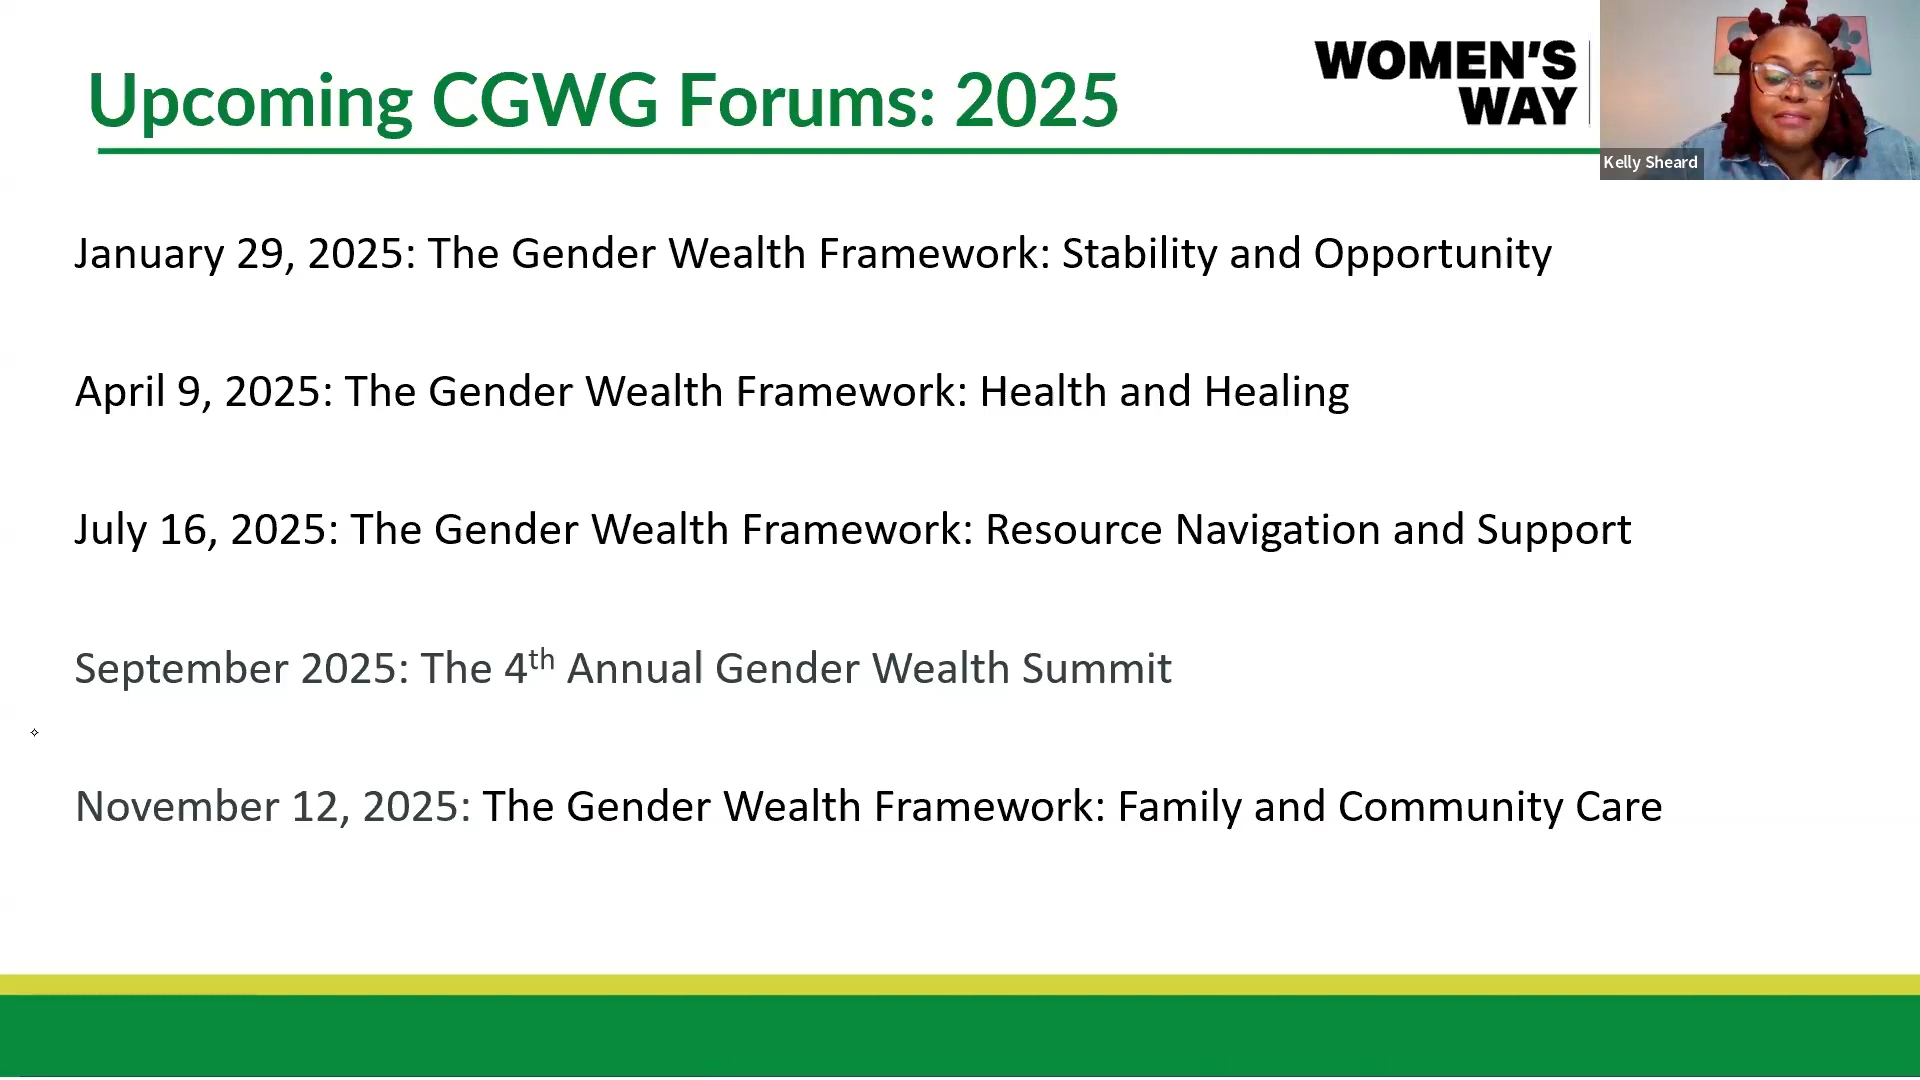 Upcoming CGWG Forums: 2025
WOMEN'S
WAY
Kelly Sheard
January 29, 2025: The Gender Wealth Framework: Stability and Opportunity
April 9, 2025: The Gender Wealth Framework: Health and Healing
July 16, 2025: The Gender Wealth Framework: Resource Navigation and Support
September 2025: The 4th Annual Gender Wealth Summit
November 12, 2025: The Gender Wealth Framework: Family and Community Care